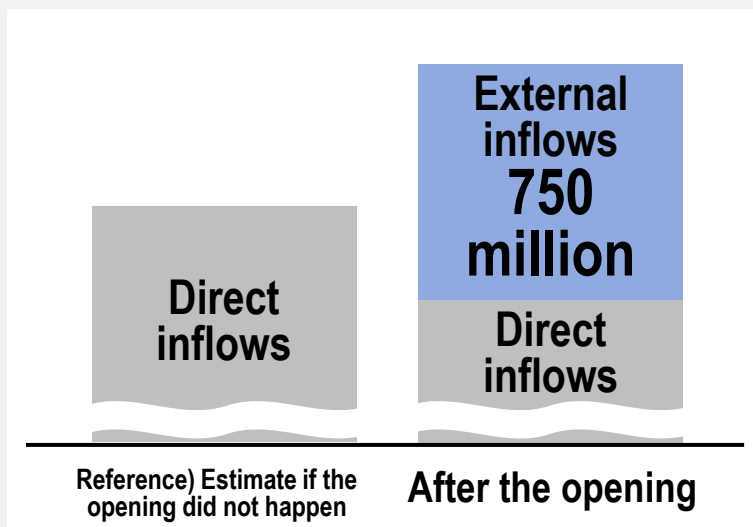 External
inflows
750
million
Direct
inflows
Direct
inflows
Reference) Estimate if the
opening did not happen
After the opening